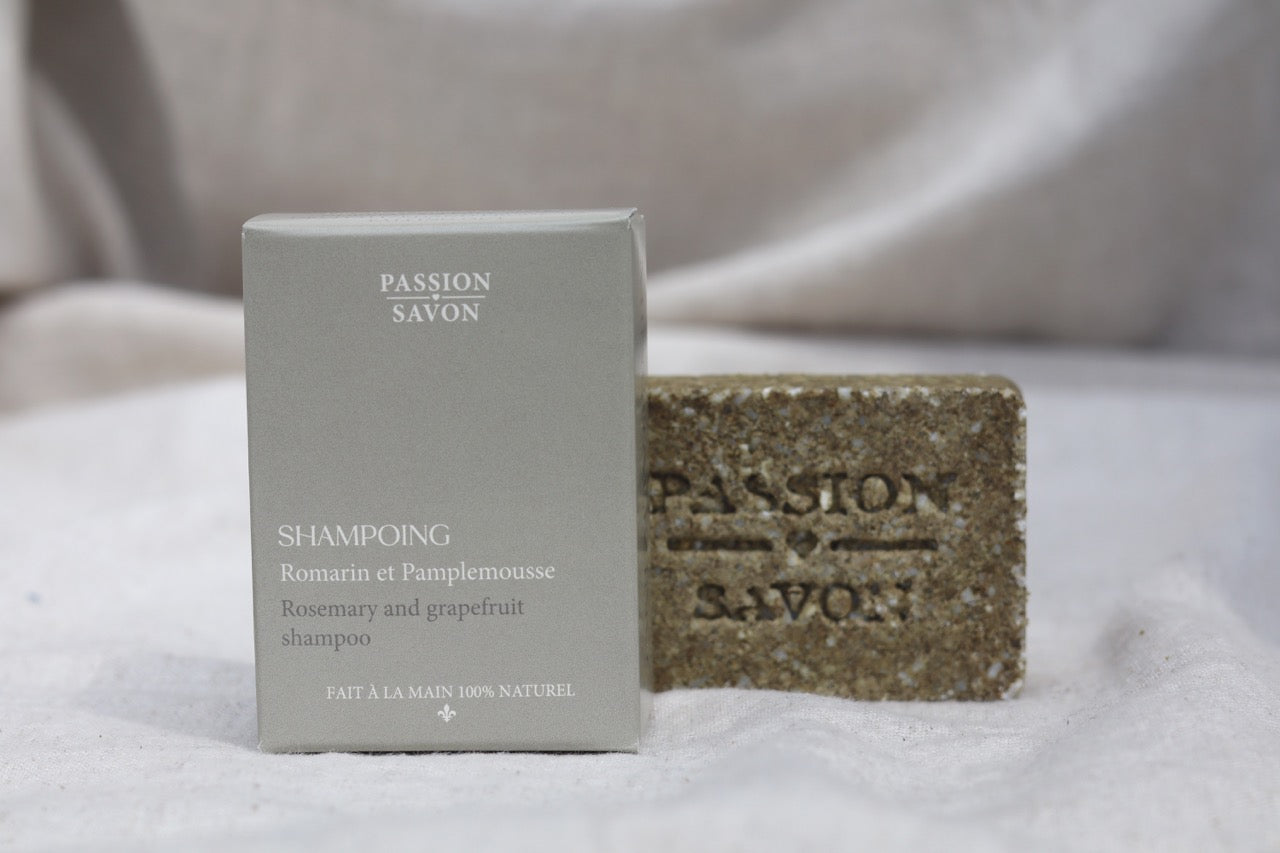 PASSION
SAVON
SHAMPOING
Romarin et Pamplemousse
Rosemary and grapefruit
shampoo
FAIT À LA MAIN 100% NATUREL
PASSION
SAVON